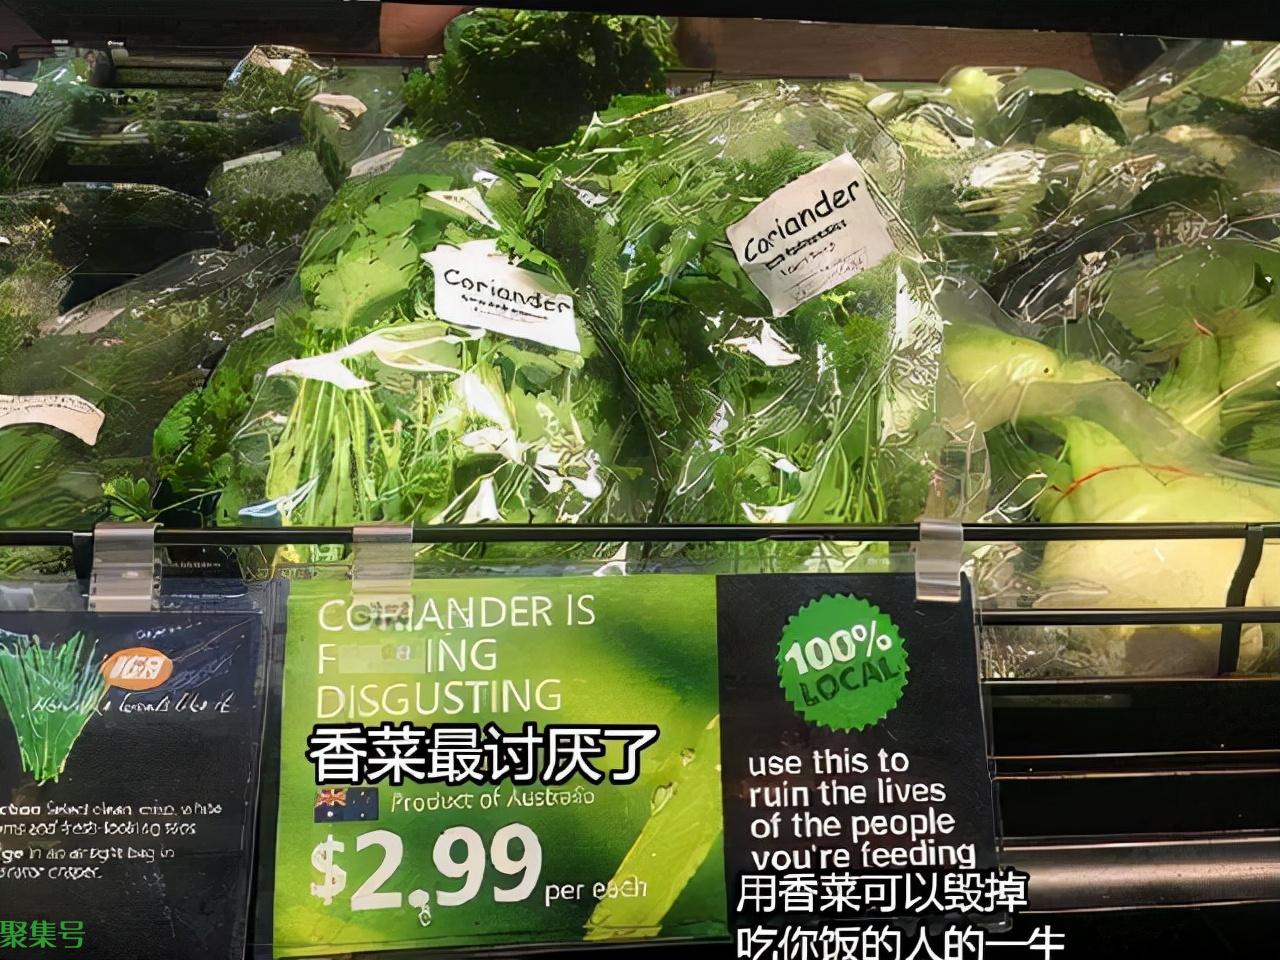 Coriander
Coriander
CORIANDER IS
F ING
DISGUSTING
香菜最讨厌了
Product of Australia
$2.99 per each
100%
LOCAL
use this to
ruin the lives
of the people
you're feeding
用香菜可以毁掉
吃你饭的人的一生
IGA
聚集号